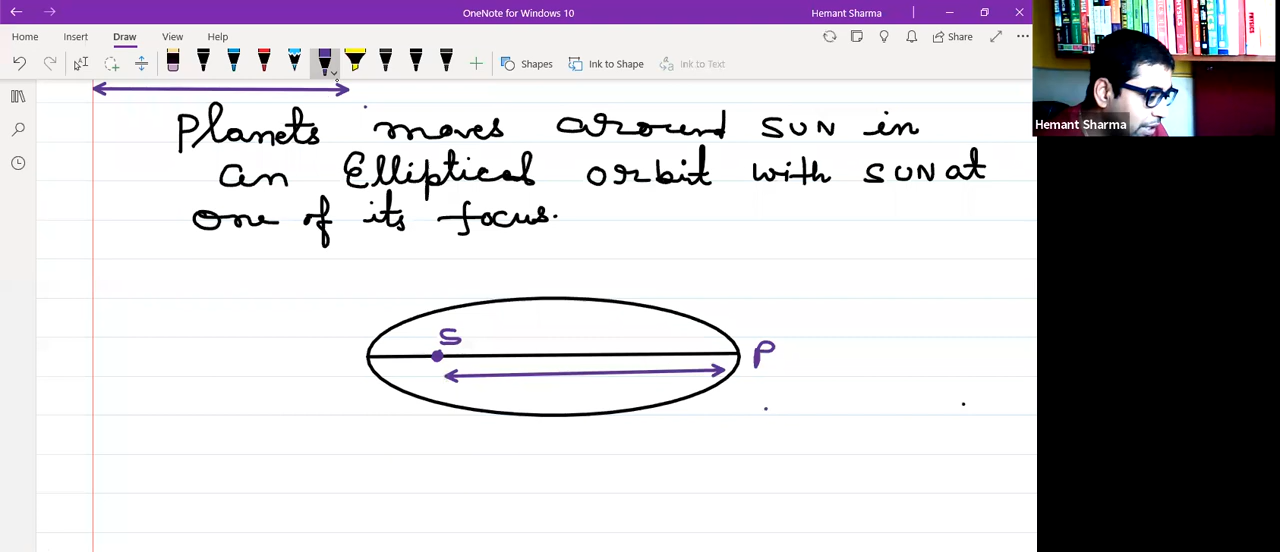 OneNote for Windows 10
Hemant Sharma
Home Insert Draw View Help
Share
Shapes Ink to Shape Ink to Text
Planets moves around SUN in
an Elliptical orbit with SUN at
one of its focus.
S
P
Hemant Sharma
PHYSICS